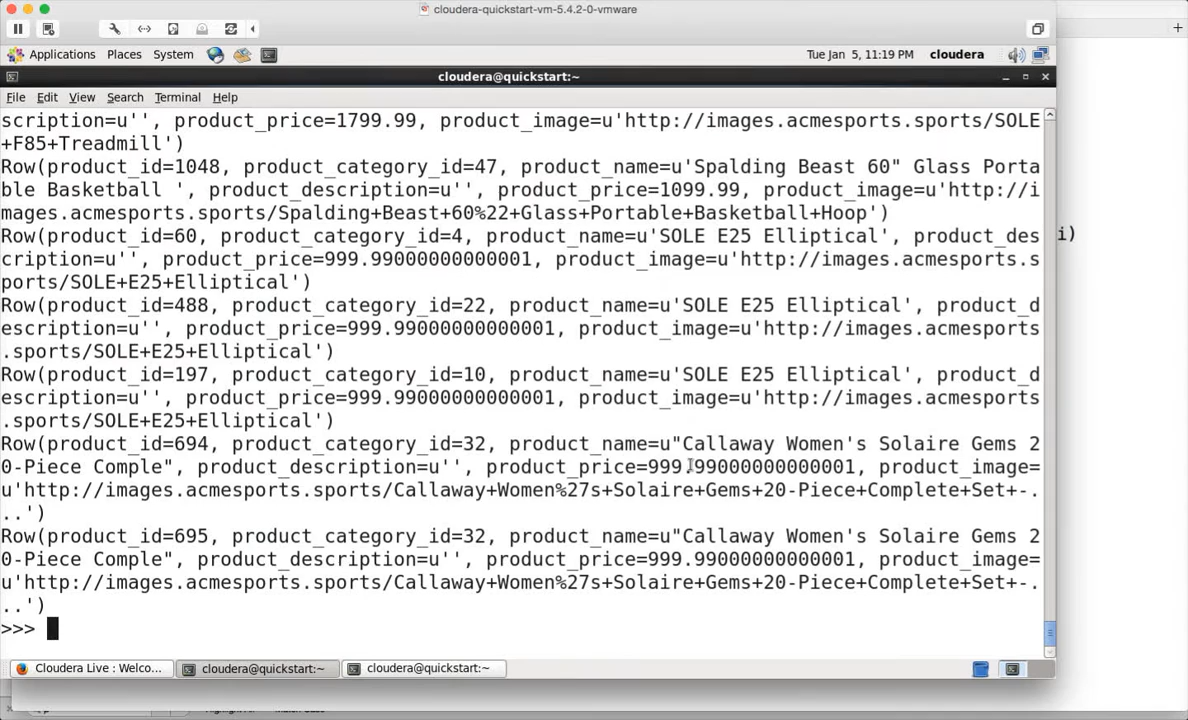 cloudera-quickstart-vm-5.4.2-0-vmware
Applications Places System Tue Jan 5, 11:19 PM cloudera
cloudera@quickstart:~
File Edit View Search Terminal Help
scription=u'', product_price=1799.99, product_image=u'http://images.acmesports.sports/SOLE
+F85+Treadmill')
Row(product_id=1048, product_category_id=47, product_name=u'Spalding Beast 60" Glass Porta
ble Basketball ', product_description=u'', product_price=1099.99, product_image=u'http://i
mages.acmesports.sports/Spalding+Beast+60%22+Glass+Portable+Basketball+Hoop')
Row(product_id=60, product_category_id=4, product_name=u'SOLE E25 Elliptical', product_des
i)
cription=u'', product_price=999.99000000000001, product_image=u'http://images.acmesports.s
ports/SOLE+E25+Elliptical')
Row(product_id=488, product_category_id=22, product_name=u'SOLE E25 Elliptical', product_d
escription=u'', product_price=999.99000000000001, product_image=u'http://images.acmesports
.sports/SOLE+E25+Elliptical')
Row(product_id=197, product_category_id=10, product_name=u'SOLE E25 Elliptical', product_d
escription=u'', product_price=999.99000000000001, product_image=u'http://images.acmesports
.sports/SOLE+E25+Elliptical')
Row(product_id=694, product_category_id=32, product_name=u"Callaway Women's Solaire Gems 2
0-Piece Comple", product_description=u'', product_price=999.99000000000001, product_image=
u'http://images.acmesports.sports/Callaway+Women%27s+Solaire+Gems+20-Piece+Complete+Set+-.
..')
Row(product_id=695, product_category_id=32, product_name=u"Callaway Women's Solaire Gems 2
0-Piece Comple", product_description=u'', product_price=999.99000000000001, product_image=
u'http://images.acmesports.sports/Callaway+Women%27s+Solaire+Gems+20-Piece+Complete+Set+-.
..')
>>>
Cloudera Live : Welco... cloudera@quickstart:~ cloudera@quickstart:~